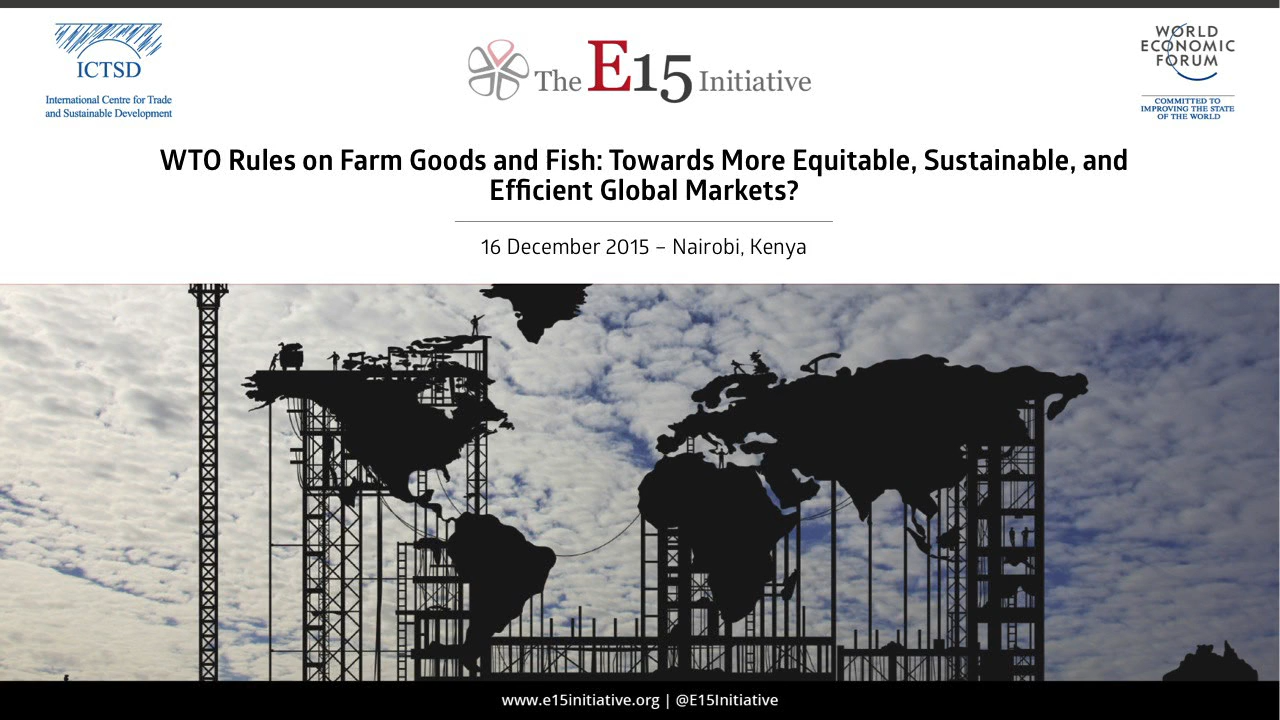 ICTSD
International Centre for Trade
and Sustainable Development
The E15 Initiative
WORLD
ECONOMIC
FORUM
COMMITTED TO
IMPROVING THE STATE
OF THE WORLD
WTO Rules on Farm Goods and Fish: Towards More Equitable, Sustainable, and
Efficient Global Markets?
16 December 2015 – Nairobi, Kenya
www.e15initiative.org | @E15Initiative